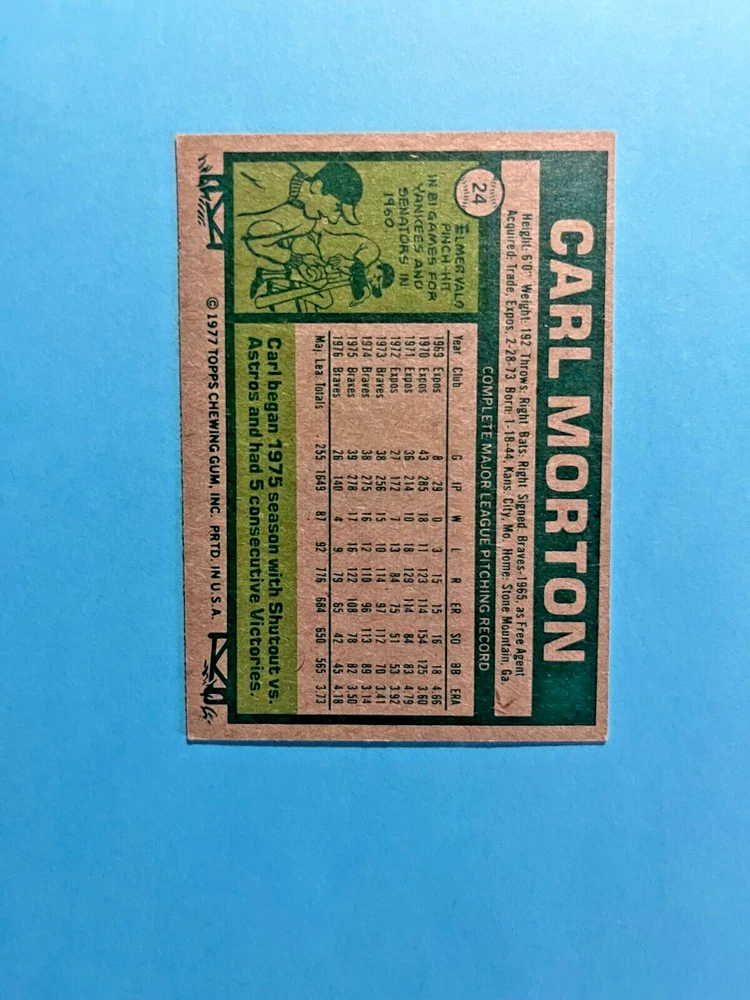 24
CARL MORTON
Height: 6'0" Weight: 192 Throws: Right Bats: Right Signed: Braves-1965, as Free Agent
Acquired: Trade, Expos, 2-28-73 Born: 1-18-44, Kans. City, Mo. Home: Stone Mountain, Ga.
COMPLETE MAJOR LEAGUE PITCHING RECORD
ELMER VALO
PINCH HIT
IN 81 GAMES FOR
YANKEES AND
SENATORS IN
1960.
Year Club G IP W L R ER SO BB ERA
1969 Expos 8 29 0 3 15 15 16 18 4.66
1970 Expos 43 285 18 11 123 114 154 125 3.60
1971 Expos 36 214 10 18 129 114 84 83 4.79
1972 Expos 27 172 7 13 84 75 51 53 3.92
1973 Braves 38 256 15 10 114 97 112 70 3.41
1974 Braves 38 275 16 12 110 96 113 89 3.14
1975 Braves 39 278 17 16 122 108 78 82 3.50
1976 Braves 26 140 4 9 79 65 42 45 4.18
Maj. Lea. Totals 255 1649 87 92 776 684 650 565 3.73
Carl began 1975 season with Shutout vs.
Astros and had 5 consecutive Victories.
© 1977 TOPPS CHEWING GUM, INC. PRTD. IN U.S.A.